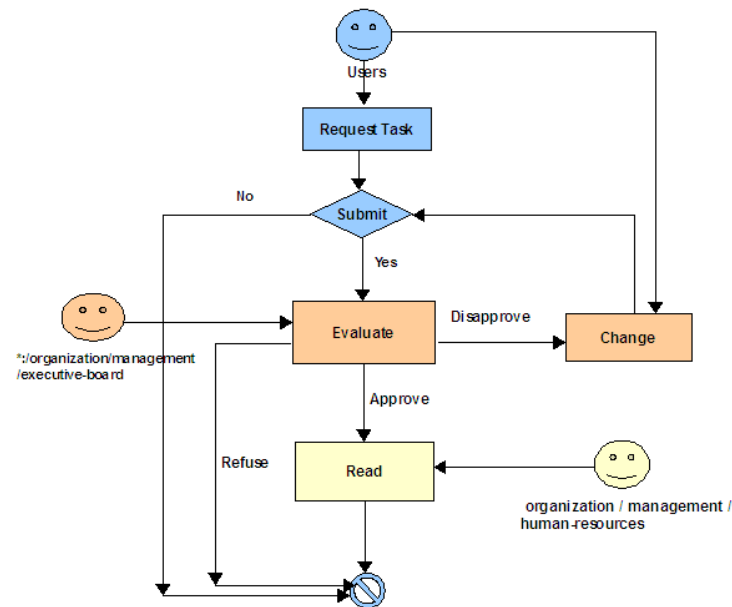 Users
Request Task
No
Submit
Yes
Evaluate
Disapprove
Change
*:/organization/management
/executive-board
Approve
Refuse
Read
organization / management /
human-resources